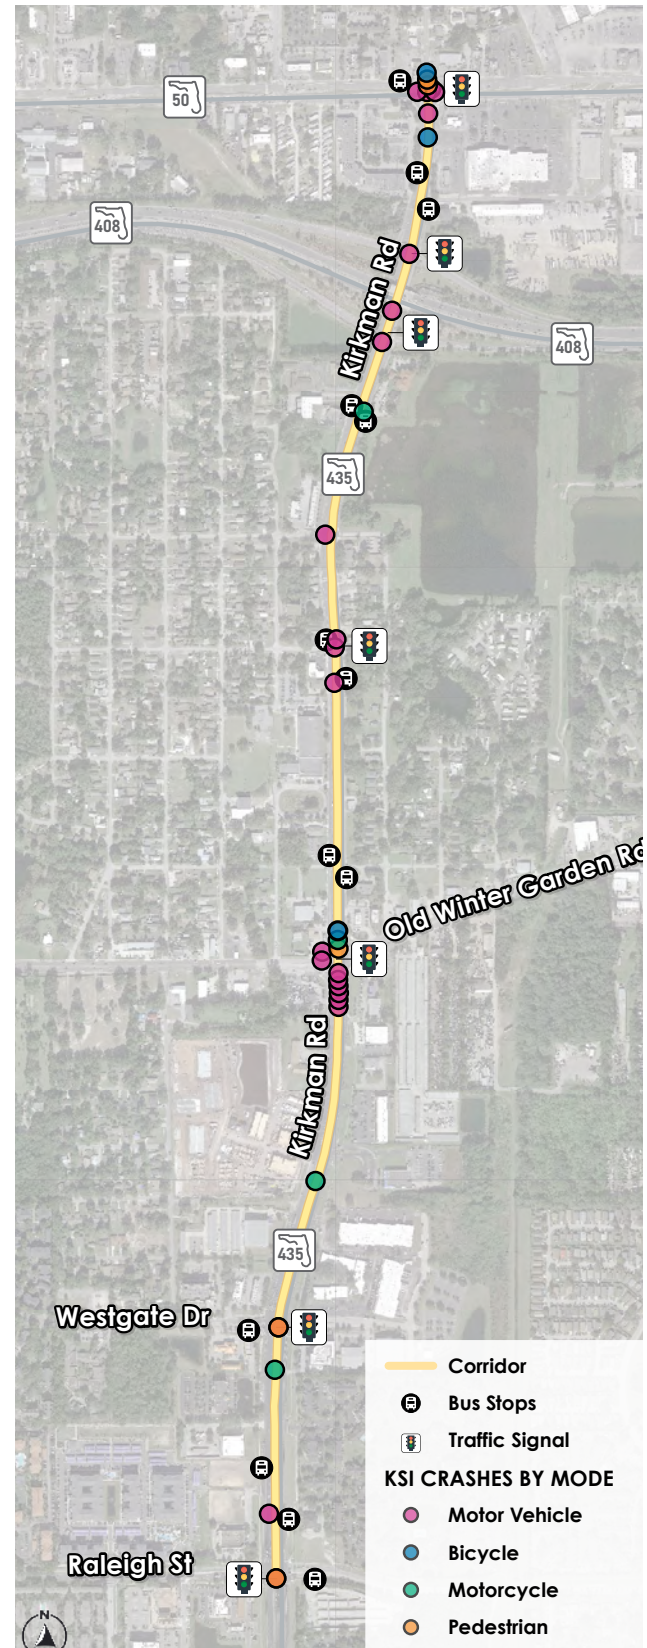 50
408
Kirkman Rd
408
435
Old Winter Garden Rd
Kirkman Rd
435
Westgate Dr
Corridor
Bus Stops
Traffic Signal
KSI CRASHES BY MODE
Motor Vehicle
Bicycle
Motorcycle
Pedestrian
Raleigh St
N